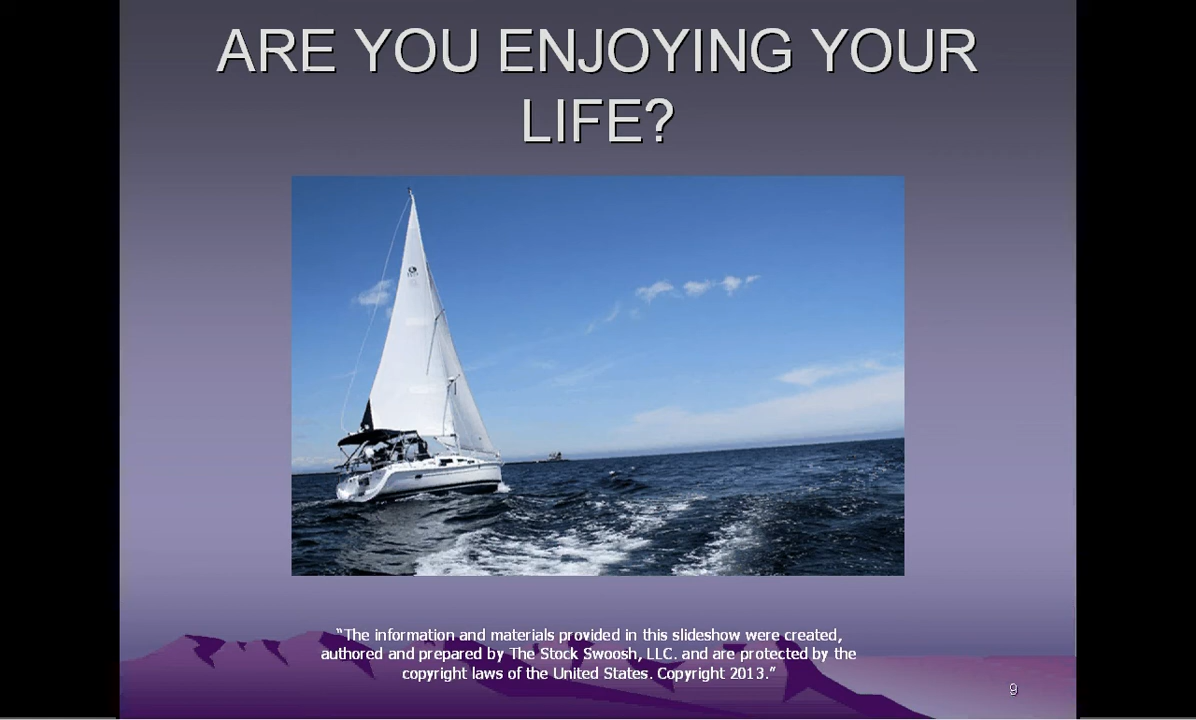 ARE YOU ENJOYING YOUR
LIFE?
“The information and materials provided in this slideshow were created,
authored and prepared by The Stock Swoosh, LLC. and are protected by the
copyright laws of the United States. Copyright 2013.”
9